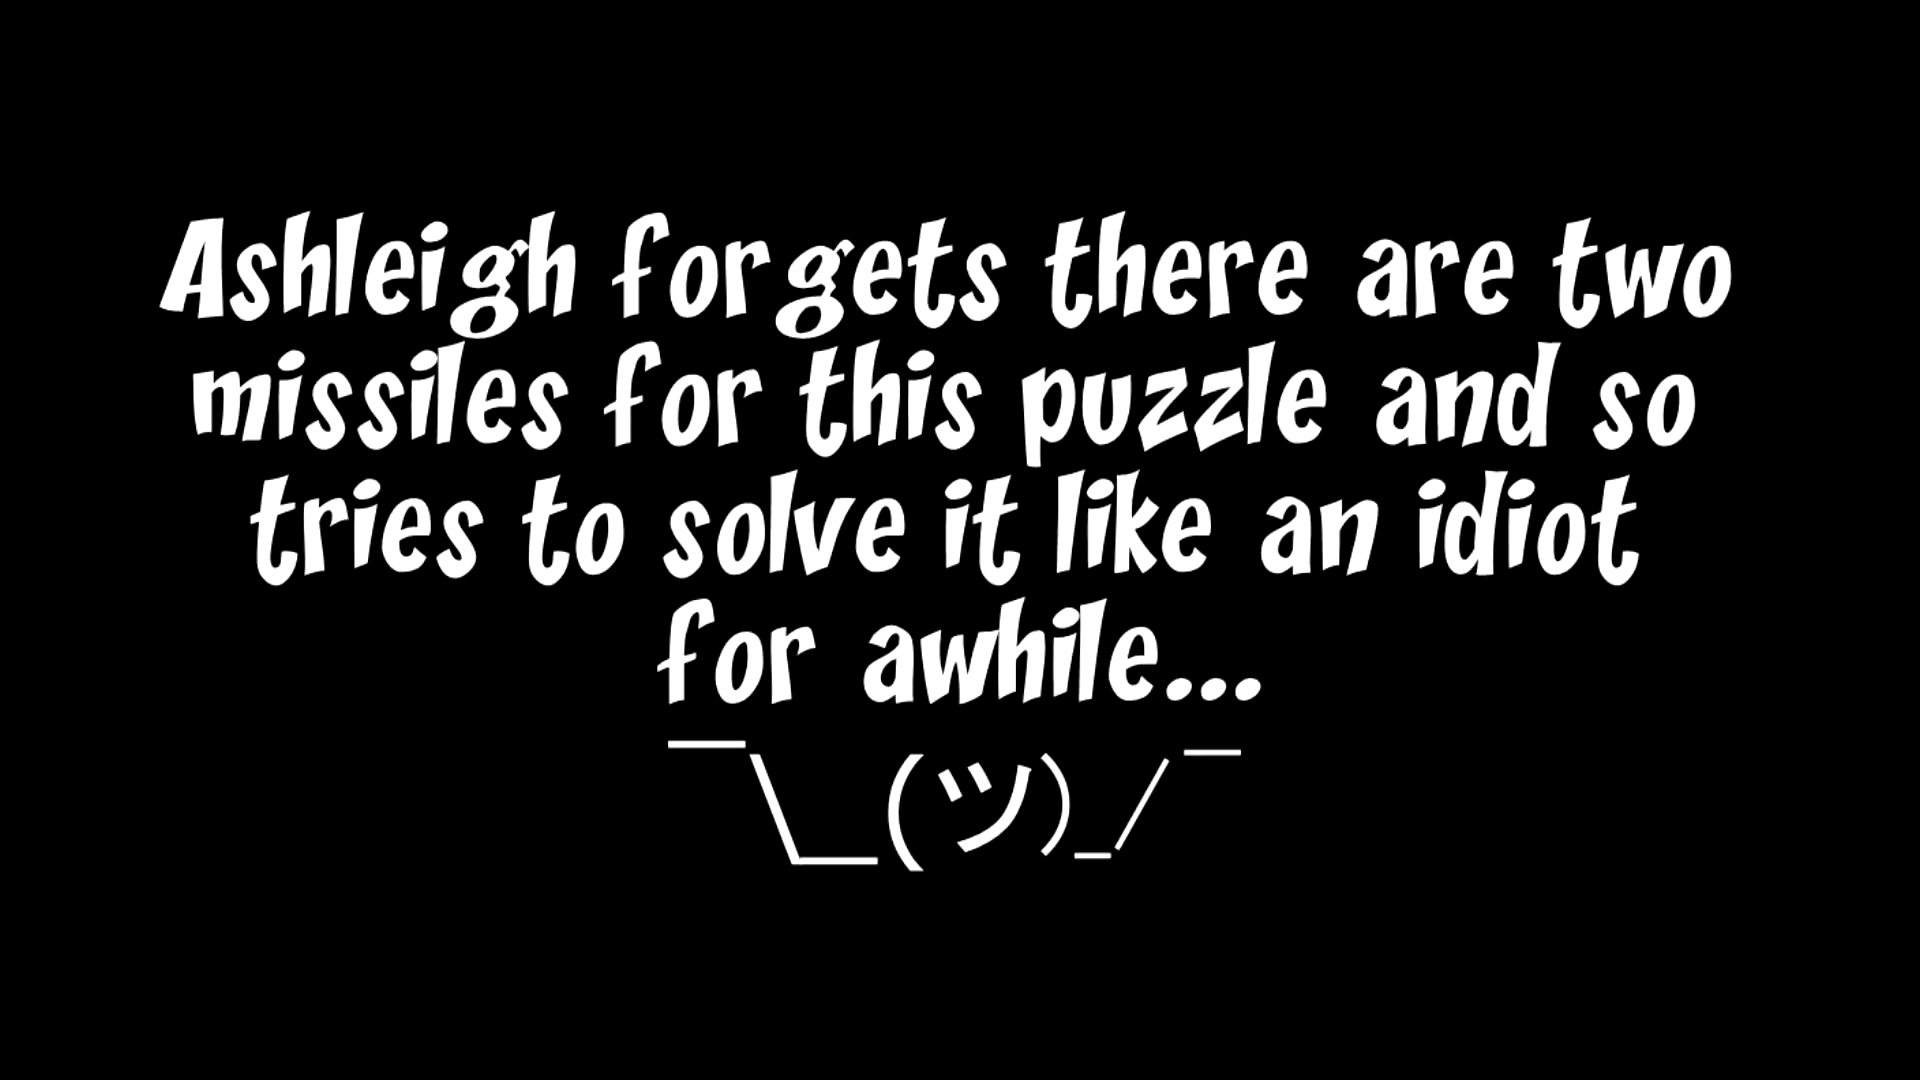 Ashleigh forgets there are two
missiles for this puzzle and so
tries to solve it like an idiot
for awhile...
¯\_(ツ)_/¯